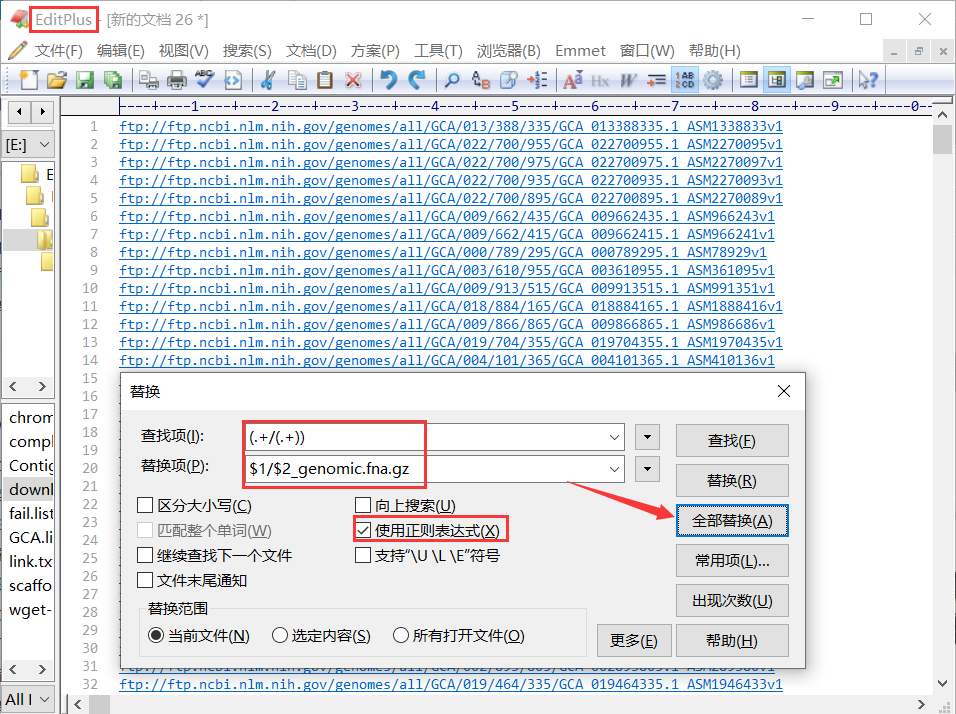 EditPlus - [新的文档 26 *]
文件(F) 编辑(E) 视图(V) 搜索(S) 文档(D) 方案(P) 工具(T) 浏览器(B) Emmet 窗口(W) 帮助(H)
----+----1----+----2----+----3----+----4----+----5----+----6----+----7----+----8----+----9----+----0
[E:]
1 ftp://ftp.ncbi.nlm.nih.gov/genomes/all/GCA/013/388/335/GCA_013388335.1_ASM1338833v1
2 ftp://ftp.ncbi.nlm.nih.gov/genomes/all/GCA/022/700/955/GCA_022700955.1_ASM2270095v1
3 ftp://ftp.ncbi.nlm.nih.gov/genomes/all/GCA/022/700/975/GCA_022700975.1_ASM2270097v1
4 ftp://ftp.ncbi.nlm.nih.gov/genomes/all/GCA/022/700/935/GCA_022700935.1_ASM2270093v1
5 ftp://ftp.ncbi.nlm.nih.gov/genomes/all/GCA/022/700/895/GCA_022700895.1_ASM2270089v1
6 ftp://ftp.ncbi.nlm.nih.gov/genomes/all/GCA/009/662/435/GCA_009662435.1_ASM966243v1
7 ftp://ftp.ncbi.nlm.nih.gov/genomes/all/GCA/009/662/415/GCA_009662415.1_ASM966241v1
8 ftp://ftp.ncbi.nlm.nih.gov/genomes/all/GCA/000/789/295/GCA_000789295.1_ASM78929v1
9 ftp://ftp.ncbi.nlm.nih.gov/genomes/all/GCA/003/610/955/GCA_003610955.1_ASM361095v1
10 ftp://ftp.ncbi.nlm.nih.gov/genomes/all/GCA/009/913/515/GCA_009913515.1_ASM991351v1
11 ftp://ftp.ncbi.nlm.nih.gov/genomes/all/GCA/018/884/165/GCA_018884165.1_ASM1888416v1
12 ftp://ftp.ncbi.nlm.nih.gov/genomes/all/GCA/009/866/865/GCA_009866865.1_ASM986686v1
13 ftp://ftp.ncbi.nlm.nih.gov/genomes/all/GCA/019/704/355/GCA_019704355.1_ASM1970435v1
14 ftp://ftp.ncbi.nlm.nih.gov/genomes/all/GCA/004/101/365/GCA_004101365.1_ASM410136v1
15
16
17
18
19
20
21
22
23
24
25
26
27
28
29
30
31
32 ftp://ftp.ncbi.nlm.nih.gov/genomes/all/GCA/019/464/335/GCA_019464335.1_ASM1946433v1
chrom
compl
Contig
downl
fail.list
GCA.li
link.tx
scaffo
wget-
All
替换
查找项(I): (.+/(.+)) 查找(F)
替换项(P): $1/$2_genomic.fna.gz 替换(R)
区分大小写(C) 向上搜索(U) 全部替换(A)
匹配整个单词(W) 使用正则表达式(X)
继续查找下一个文件 支持"\U \L \E"符号 常用项(L)...
文件末尾通知
替换范围 出现次数(U)
当前文件(N) 选定内容(S) 所有打开文件(O) 更多(E) 帮助(H)